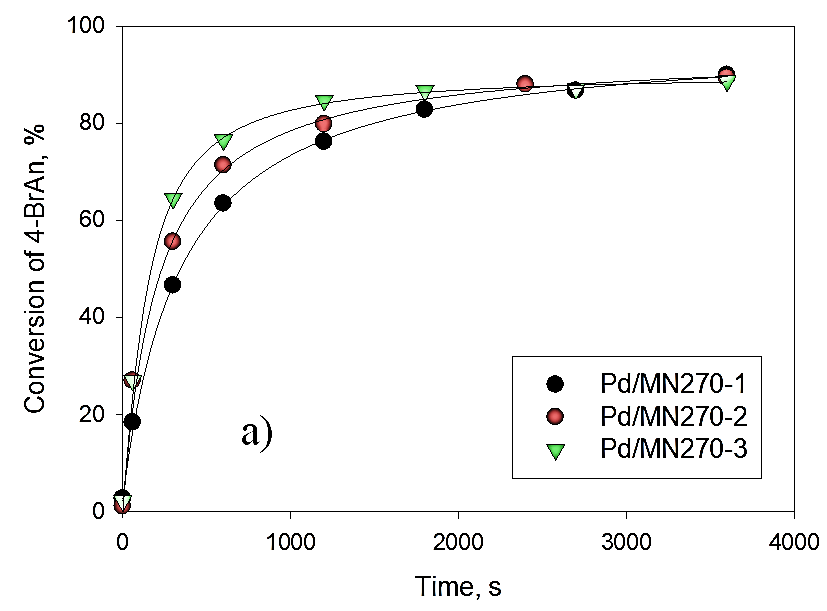 100
80
60
40
20
0
Conversion of 4-BrAn, %
a)
Pd/MN270-1
Pd/MN270-2
Pd/MN270-3
0 1000 2000 3000 4000
Time, s